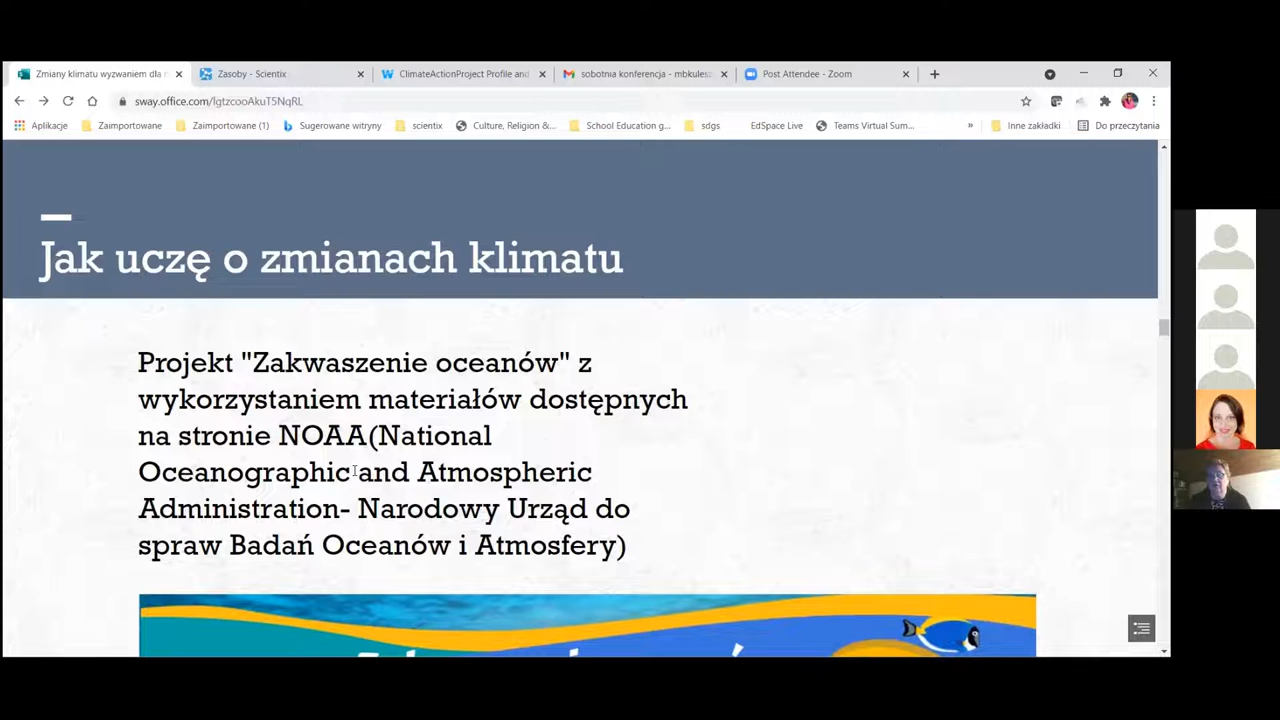 Zmiany klimatu wyzwaniem dla
Zasoby - Scientix
ClimateActionProject Profile and
sobotnia konferencja - mbkules
Post Attendee - Zoom
sway.office.com/lgtzcooAkuT5NqRL
Aplikacje
Zaimportowane
Zaimportowane (1)
Sugerowane witryny
scientix
Culture, Religion &...
School Education g...
sdgs
EdSpace Live
Teams Virtual Sum...
»
Inne zakładki
Do przeczytania
Jak uczę o zmianach klimatu
Projekt "Zakwaszenie oceanów" z
wykorzystaniem materiałów dostępnych
na stronie NOAA(National
Oceanographic and Atmospheric
Administration- Narodowy Urząd do
spraw Badań Oceanów i Atmosfery)